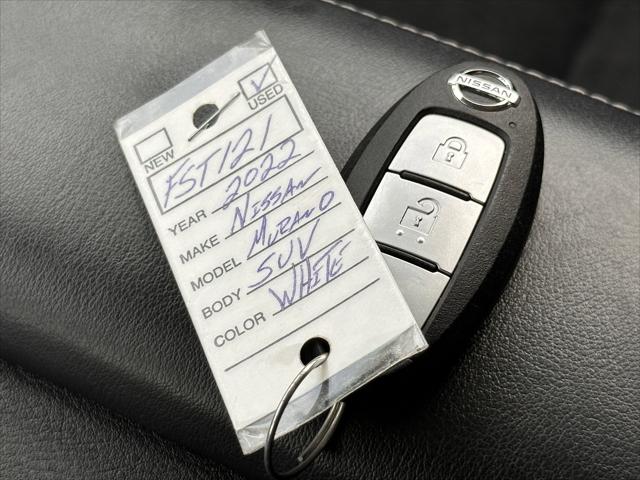 NEW
USED
FST121
YEAR 2022
MAKE NISSAN
MODEL MURANO
BODY SUV
COLOR WHITE
NISSAN